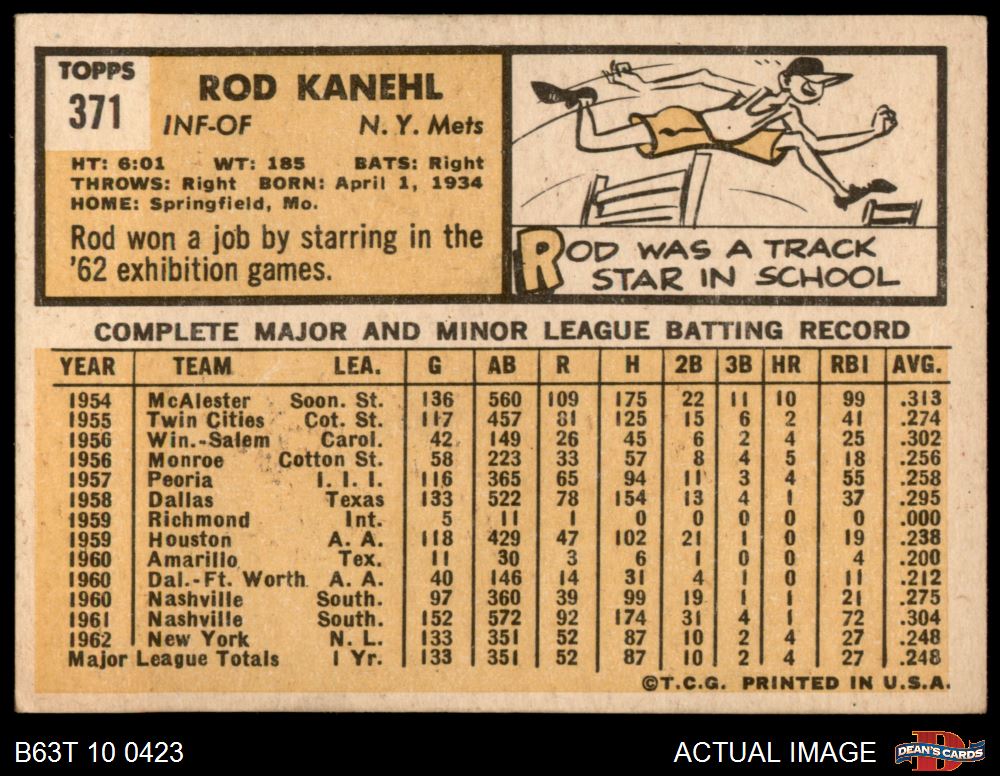 TOPPS
371
ROD KANEHL
INF-OF N. Y. Mets
HT: 6:01 WT: 185 BATS: Right
THROWS: Right BORN: April 1, 1934
HOME: Springfield, Mo.
Rod won a job by starring in the
'62 exhibition games.
ROD WAS A TRACK
STAR IN SCHOOL
COMPLETE MAJOR AND MINOR LEAGUE BATTING RECORD
YEAR TEAM LEA. G AB R H 2B 3B HR RBI AVG.
1954 McAlester Soon. St. 136 560 109 175 22 11 10 99 .313
1955 Twin Cities Cot. St. 117 457 81 125 15 6 2 41 .274
1956 Win.-Salem Carol. 42 149 26 45 6 2 4 25 .302
1956 Monroe Cotton St. 58 223 33 57 8 4 5 18 .256
1957 Peoria I. I. I. 116 365 65 94 11 3 4 55 .258
1958 Dallas Texas 133 522 78 154 13 4 1 37 .295
1959 Richmond Int. 5 11 1 0 0 0 0 0 .000
1959 Houston A. A. 118 429 47 102 21 1 0 19 .238
1960 Amarillo Tex. 11 30 3 6 1 0 0 4 .200
1960 Dal.-Ft. Worth A. A. 40 146 14 31 4 1 0 11 .212
1960 Nashville South. 97 360 39 99 19 1 1 21 .275
1961 Nashville South. 152 572 92 174 31 4 1 72 .304
1962 New York N. L. 133 351 52 87 10 2 4 27 .248
Major League Totals 1 Yr. 133 351 52 87 10 2 4 27 .248
©T.C.G. PRINTED IN U.S.A.
B63T 10 0423 ACTUAL IMAGE DEAN'S CARDS